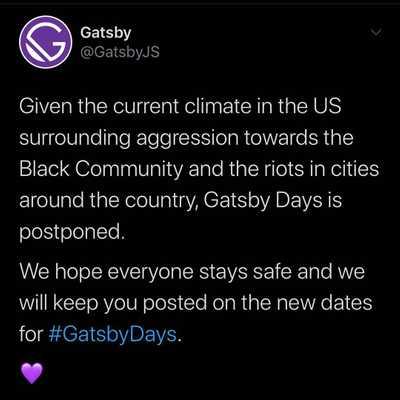 Gatsby
@GatsbyJS
Given the current climate in the US
surrounding aggression towards the
Black Community and the riots in cities
around the country, Gatsby Days is
postponed.
We hope everyone stays safe and we
will keep you posted on the new dates
for #GatsbyDays.
💜